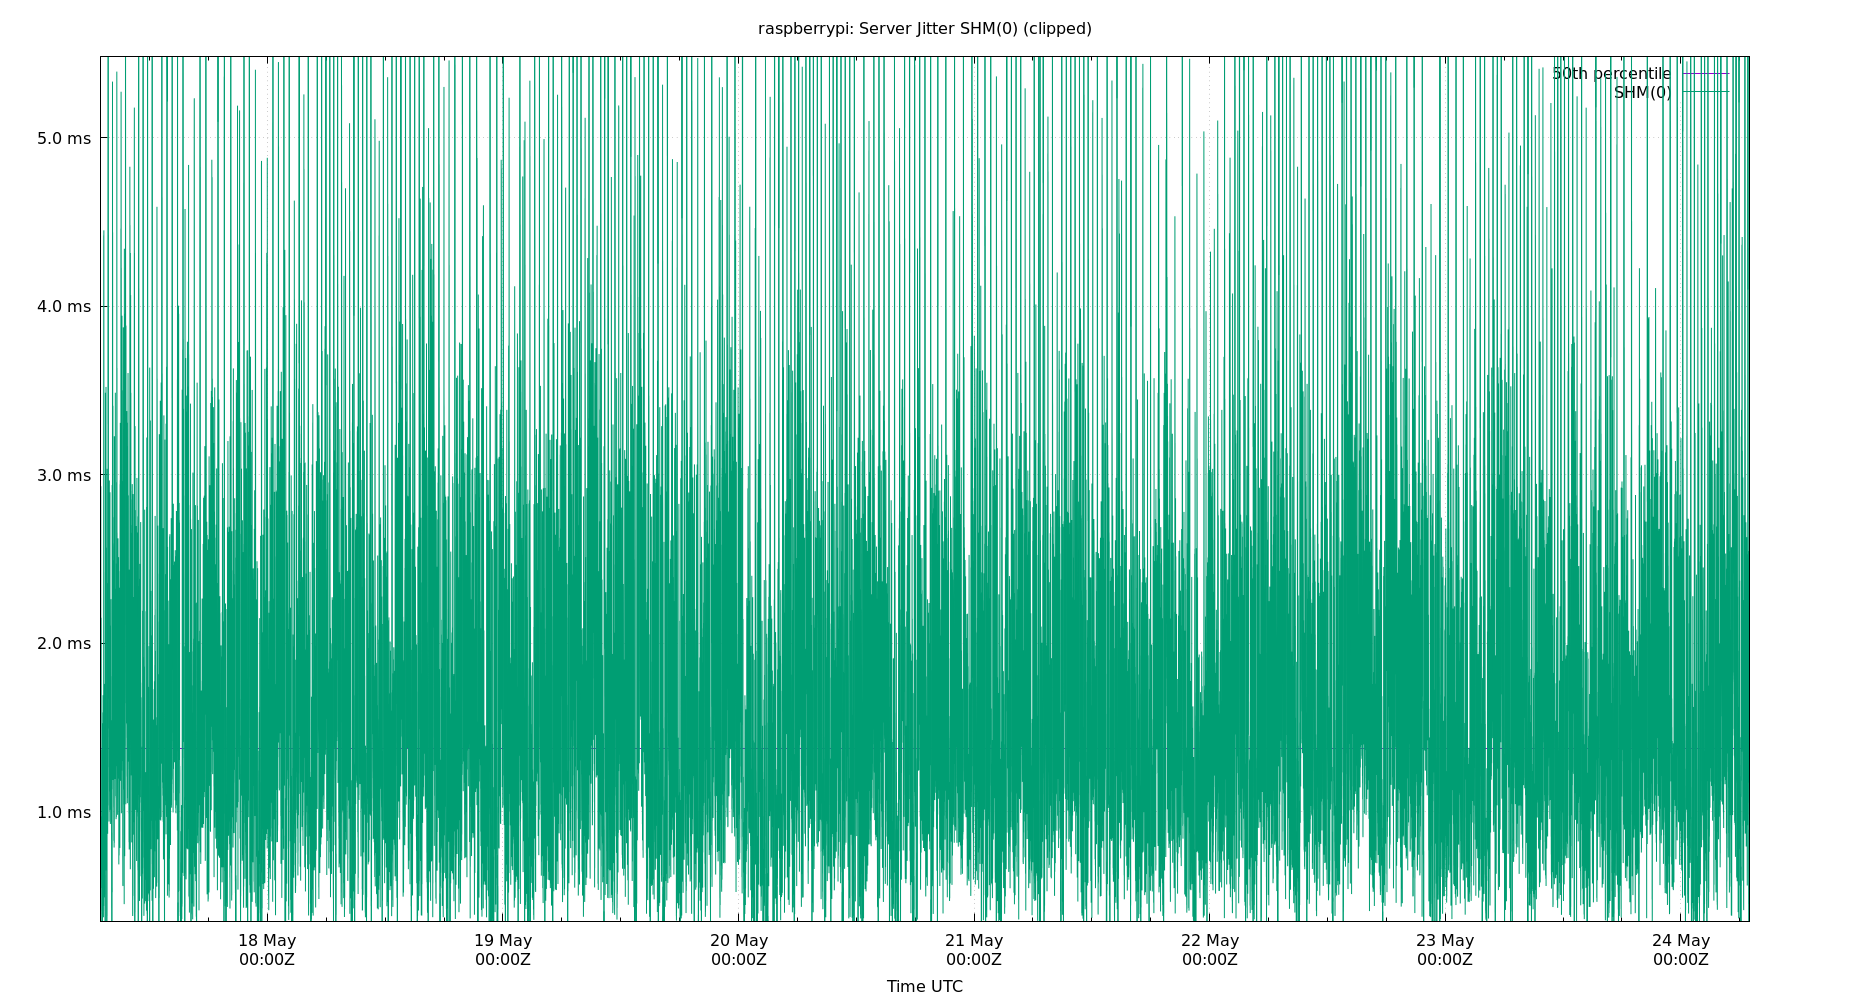 raspberrypi: Server Jitter SHM(0) (clipped)
50th percentile
SHM(0)
5.0 ms
4.0 ms
3.0 ms
2.0 ms
1.0 ms
18 May 19 May 20 May 21 May 22 May 23 May 24 May
00:00Z 00:00Z 00:00Z 00:00Z 00:00Z 00:00Z 00:00Z
Time UTC